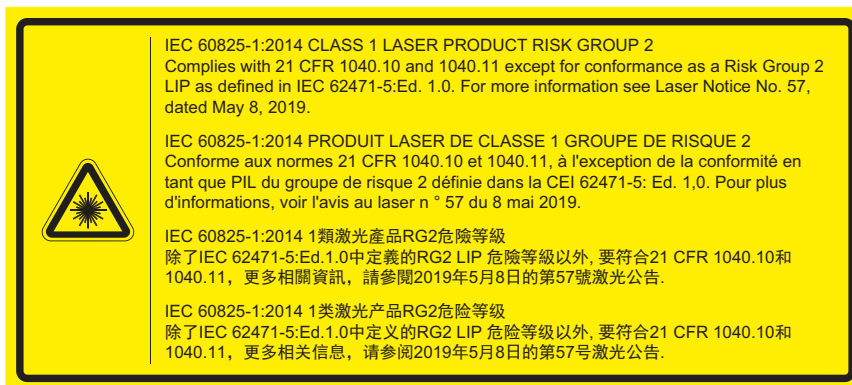 IEC 60825-1:2014 CLASS 1 LASER PRODUCT RISK GROUP 2
Complies with 21 CFR 1040.10 and 1040.11 except for conformance as a Risk Group 2
LIP as defined in IEC 62471-5:Ed. 1.0. For more information see Laser Notice No. 57,
dated May 8, 2019.
IEC 60825-1:2014 PRODUIT LASER DE CLASSE 1 GROUPE DE RISQUE 2
Conforme aux normes 21 CFR 1040.10 et 1040.11, à l'exception de la conformité en
tant que PIL du groupe de risque 2 définie dans la CEI 62471-5: Ed. 1,0. Pour plus
d'informations, voir l'avis au laser n ° 57 du 8 mai 2019.
IEC 60825-1:2014 1類激光產品RG2危險等級
除了IEC 62471-5:Ed.1.0中定義的RG2 LIP 危險等級以外, 要符合21 CFR 1040.10和
1040.11，更多相關資訊，請參閱2019年5月8日的第57號激光公告.
IEC 60825-1:2014 1类激光产品RG2危险等级
除了IEC 62471-5:Ed.1.0中定义的RG2 LIP 危险等级以外, 要符合21 CFR 1040.10和
1040.11，更多相关信息，请参阅2019年5月8日的第57号激光公告.